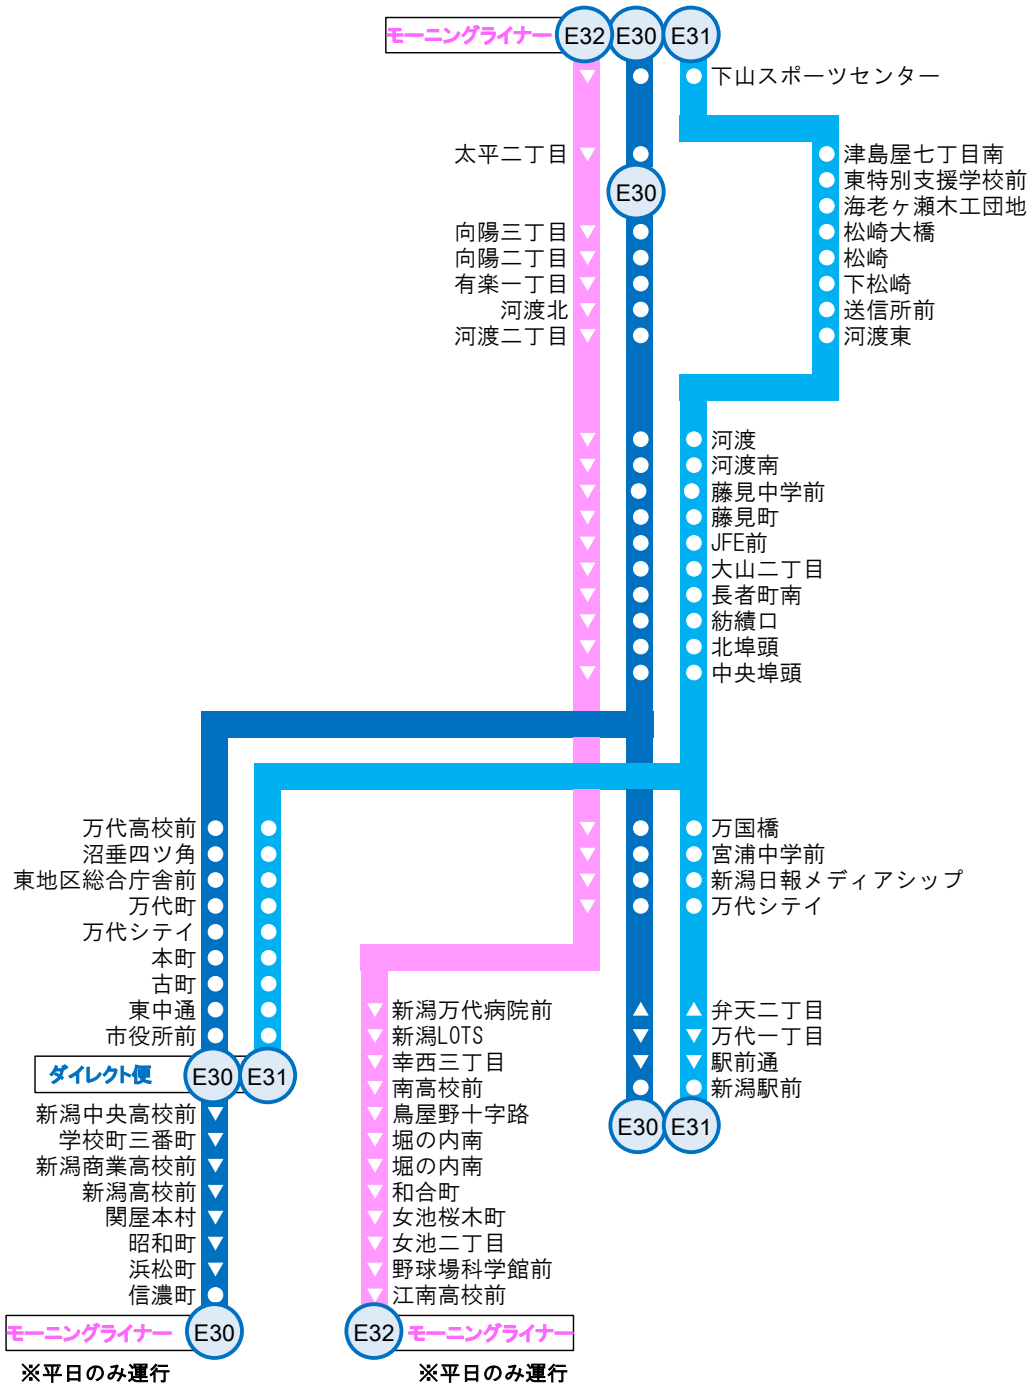 モーニングライナー E32 E30 E31
下山スポーツセンター
太平二丁目
津島屋七丁目南
東特別支援学校前
E30
海老ヶ瀬木工団地
向陽三丁目
松崎大橋
向陽二丁目
松崎
有楽一丁目
下松崎
河渡北
送信所前
河渡二丁目
河渡東
河渡
河渡南
藤見中学前
藤見町
JFE前
大山二丁目
長者町南
紡績口
北埠頭
中央埠頭
万代高校前
沼垂四ツ角
東地区総合庁舎前
万代町
万代シテイ
本町
古町
東中通
市役所前
万国橋
宮浦中学前
新潟日報メディアシップ
万代シテイ
弁天二丁目
万代一丁目
駅前通
新潟駅前
E30 E31
ダイレクト便 E30 E31
新潟中央高校前
学校町三番町
新潟商業高校前
新潟高校前
関屋本村
昭和町
浜松町
信濃町
モーニングライナー E30
※平日のみ運行
新潟万代病院前
新潟LOTS
幸西三丁目
南高校前
鳥屋野十字路
堀の内南
堀の内南
和合町
女池桜木町
女池二丁目
野球場科学館前
江南高校前
E32 モーニングライナー
※平日のみ運行